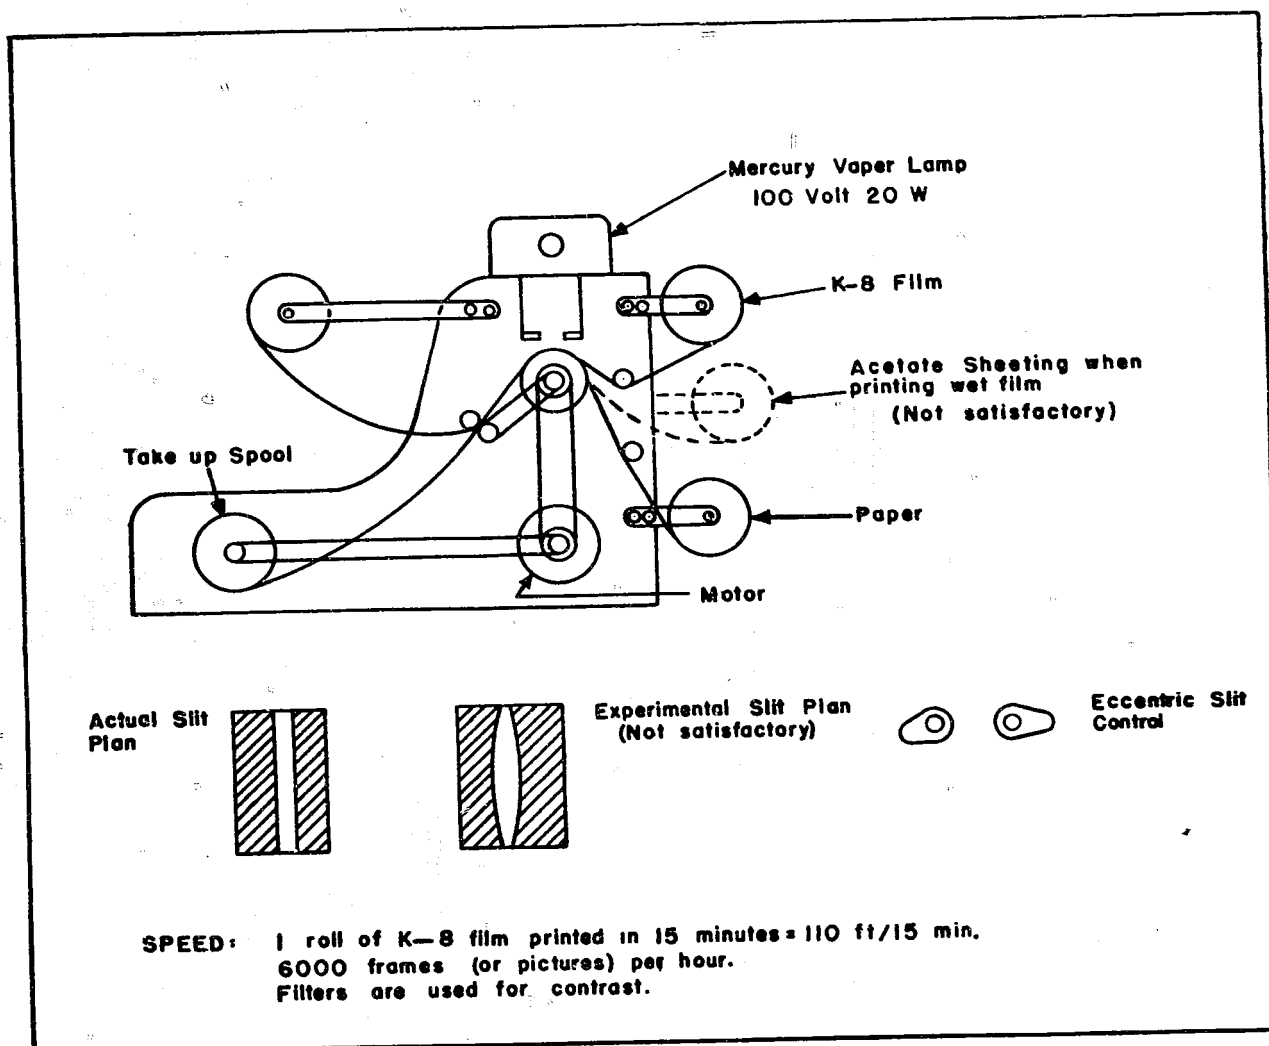 Mercury Vaper Lamp
100 Volt 20 W
K-8 Film
Acetate Sheeting when
printing wet film
(Not satisfactory)
Take up Spool
Paper
Motor
Actual Slit
Plan
Experimental Slit Plan
(Not satisfactory)
Eccentric Slit
Control
SPEED: 1 roll of K-8 film printed in 15 minutes = 110 ft/15 min.
6000 frames (or pictures) per hour.
Filters are used for contrast.